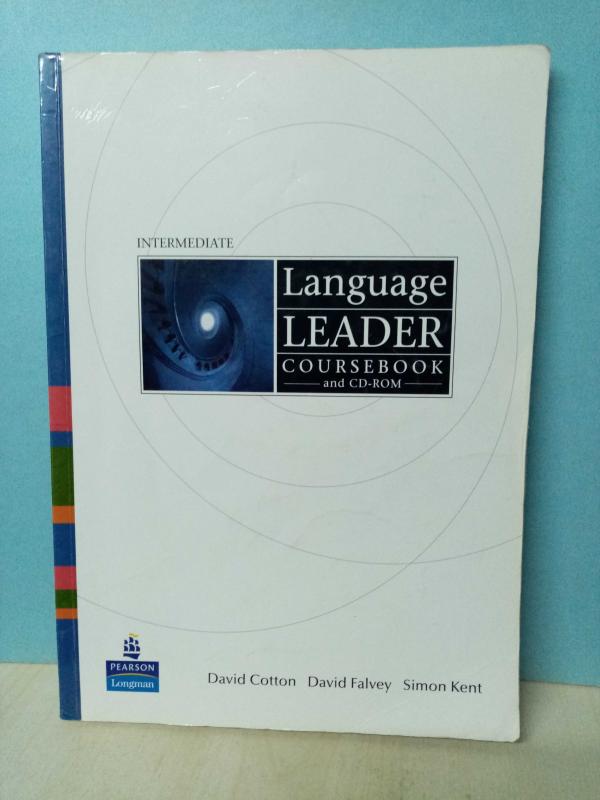 INTERMEDIATE
Language
LEADER
COURSEBOOK
and CD-ROM
PEARSON
Longman
David Cotton David Falvey Simon Kent